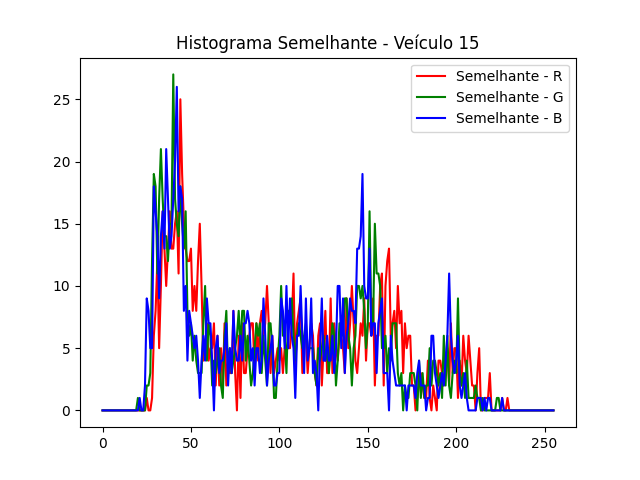 Histograma Semelhante - Veículo 15
Semelhante - R
Semelhante - G
Semelhante - B
25
20
15
10
5
0
0 50 100 150 200 250